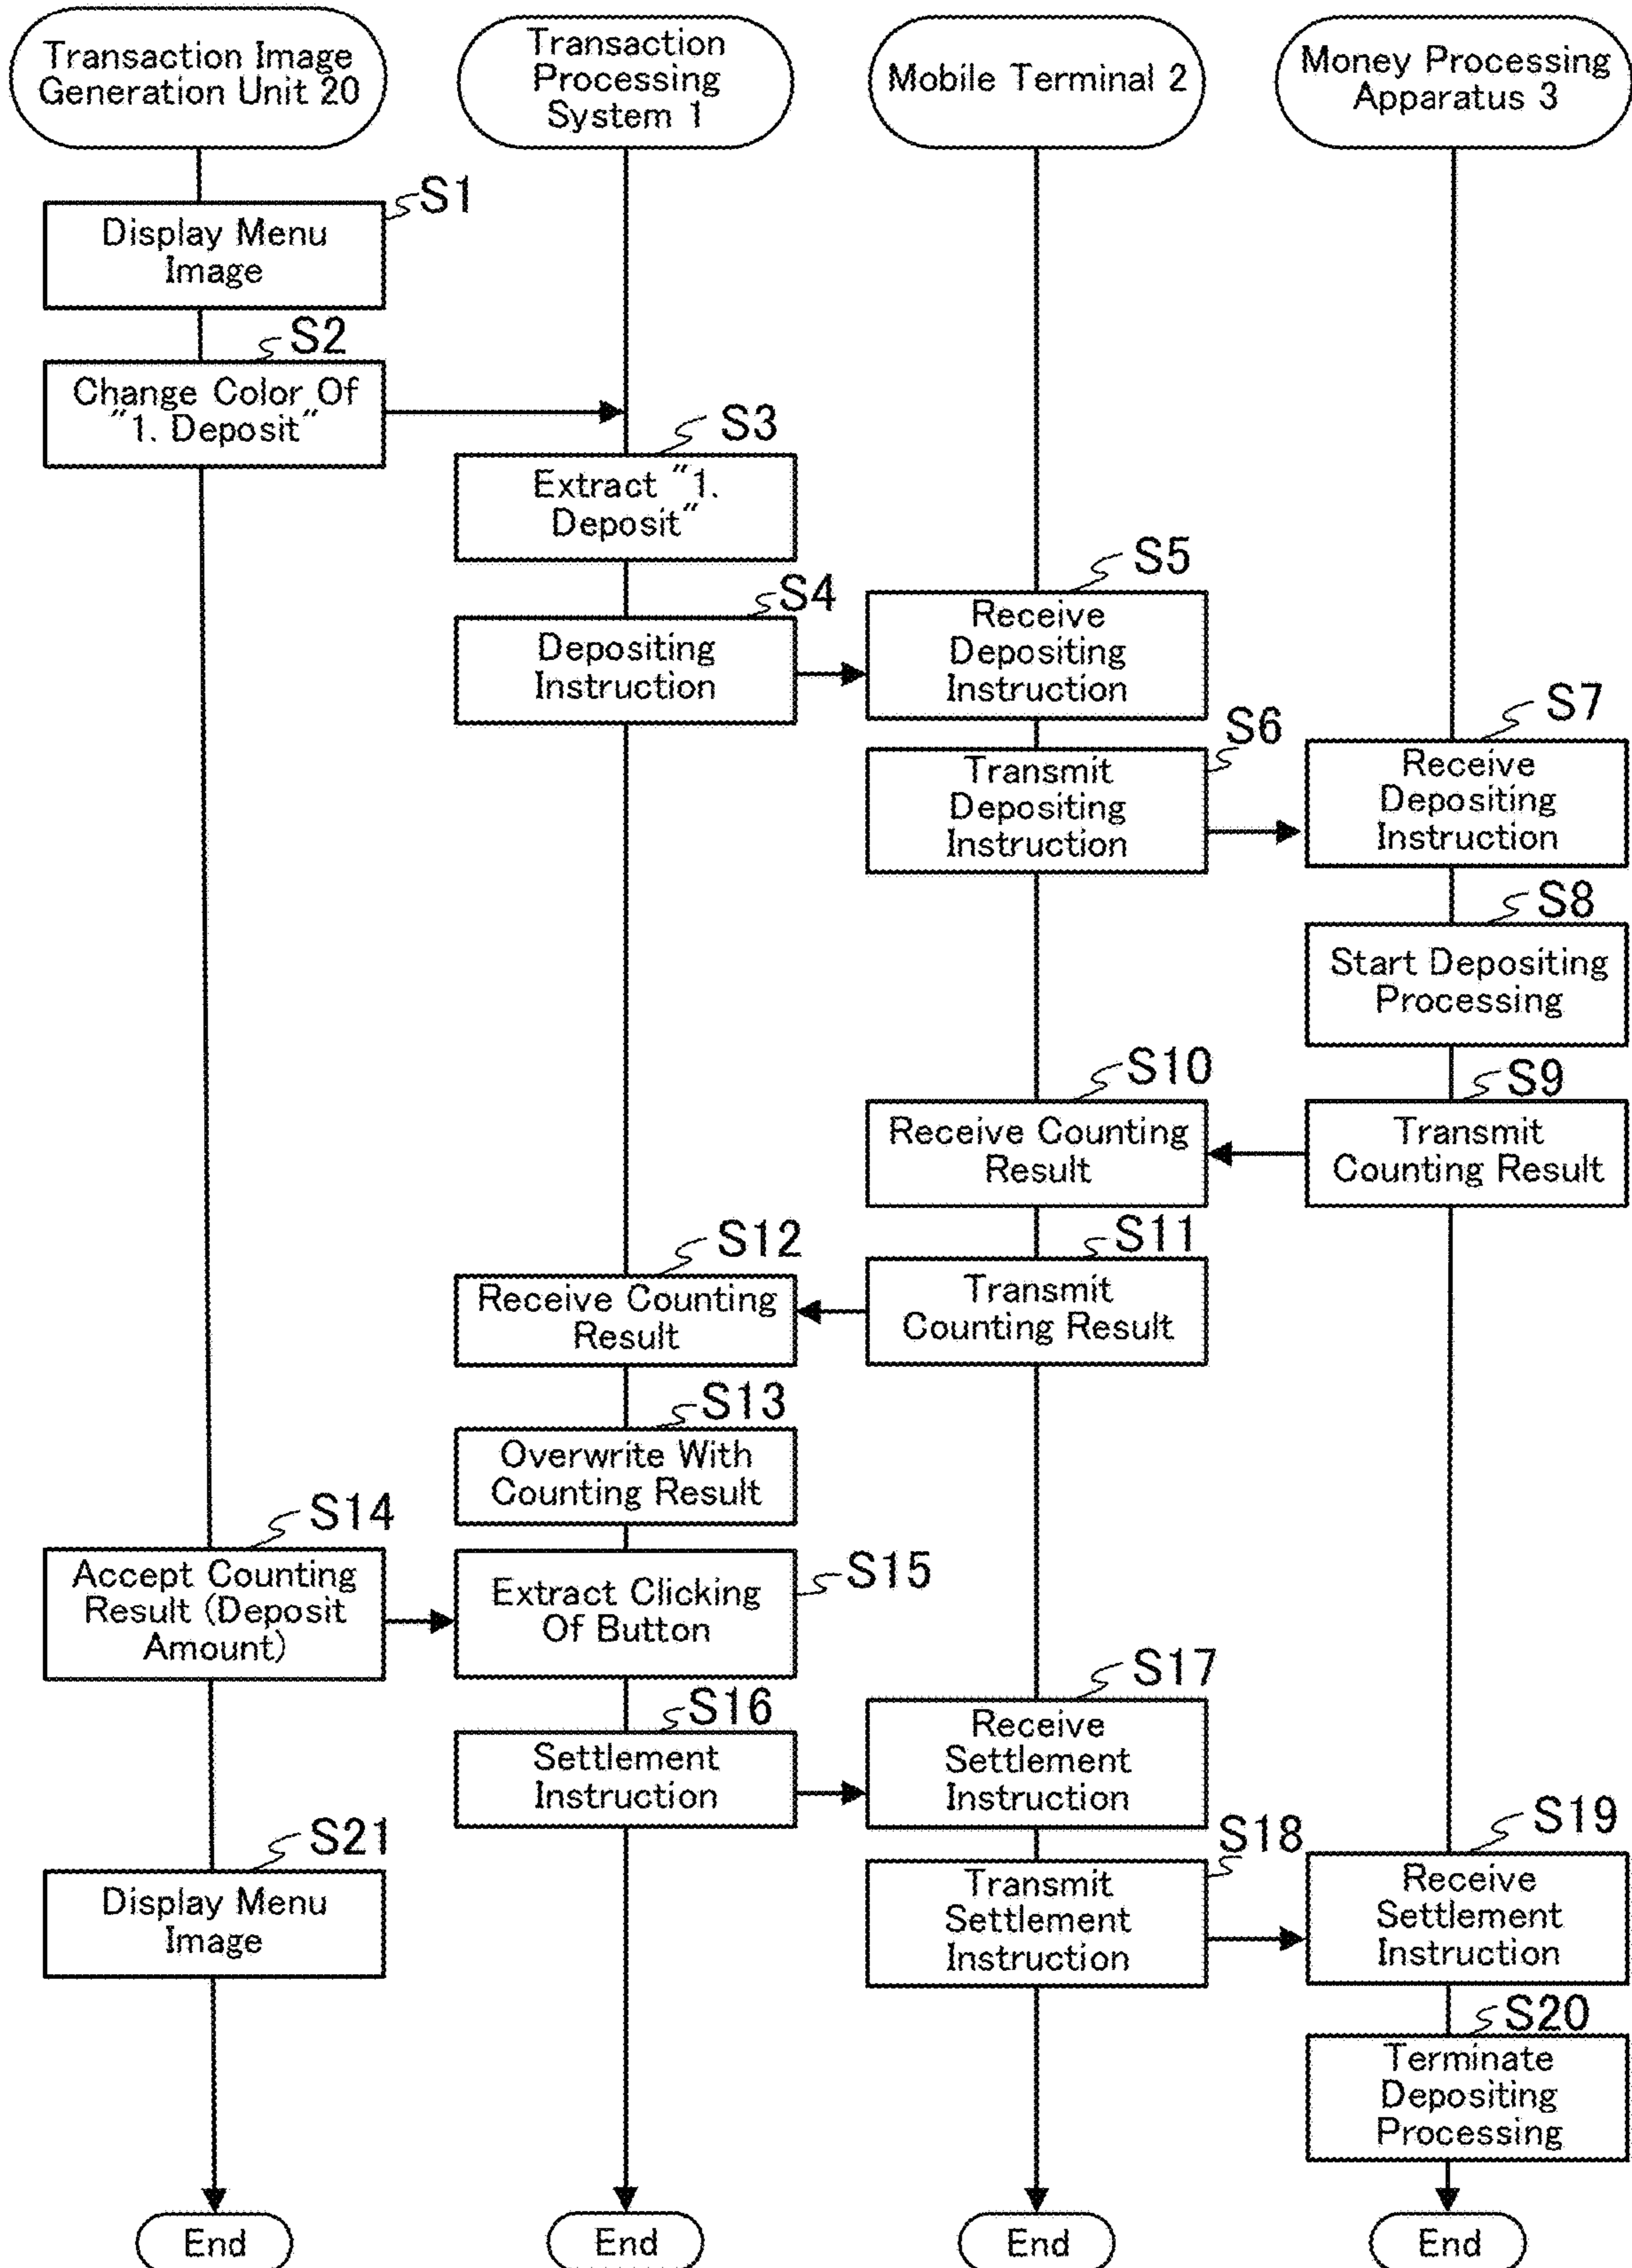 Transaction Image
Generation Unit 20
Transaction
Processing
System 1
Mobile Terminal 2
Money Processing
Apparatus 3
S1
Display Menu
Image
S2
Change Color Of
"1. Deposit"
S3
Extract "1.
Deposit"
S4
Depositing
Instruction
S5
Receive
Depositing
Instruction
S6
Transmit
Depositing
Instruction
S7
Receive
Depositing
Instruction
S8
Start Depositing
Processing
S9
Transmit
Counting Result
S10
Receive Counting
Result
S11
Transmit
Counting Result
S12
Receive Counting
Result
S13
Overwrite With
Counting Result
S14
Accept Counting
Result (Deposit
Amount)
S15
Extract Clicking
Of Button
S16
Settlement
Instruction
S17
Receive
Settlement
Instruction
S18
Transmit
Settlement
Instruction
S19
Receive
Settlement
Instruction
S20
Terminate
Depositing
Processing
S21
Display Menu
Image
End
End
End
End